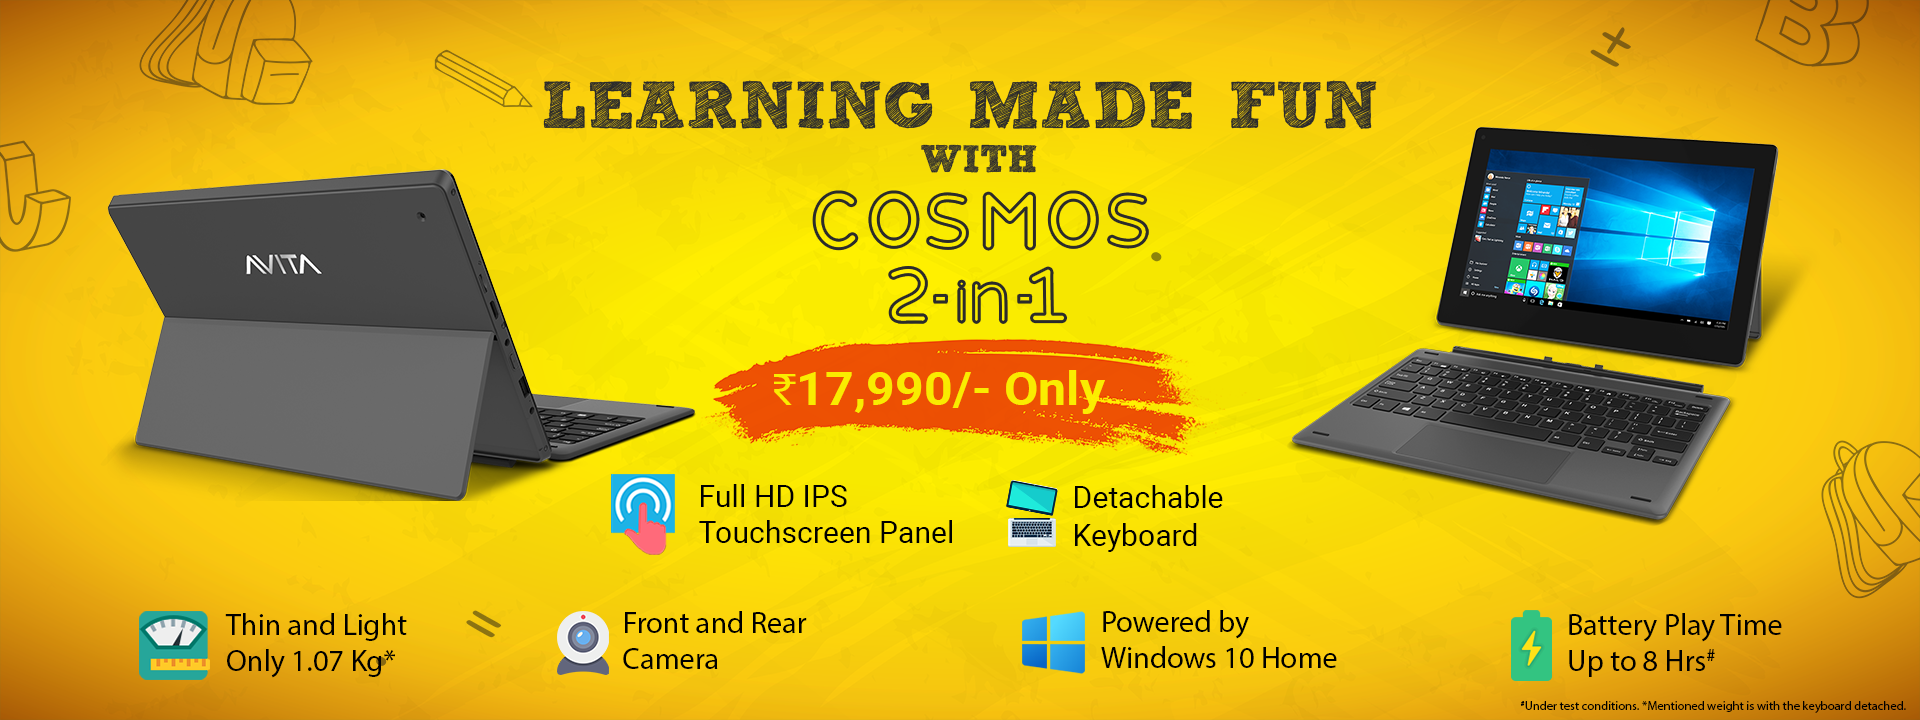 LEARNING MADE FUN
WITH
COSMOS
2-in-1
₹17,990/- Only
AVITA
B
Full HD IPS
Touchscreen Panel
Detachable
Keyboard
Thin and Light
Only 1.07 Kg*
=
Front and Rear
Camera
Powered by
Windows 10 Home
Battery Play Time
Up to 8 Hrs#
#Under test conditions. *Mentioned weight is with the keyboard detached.